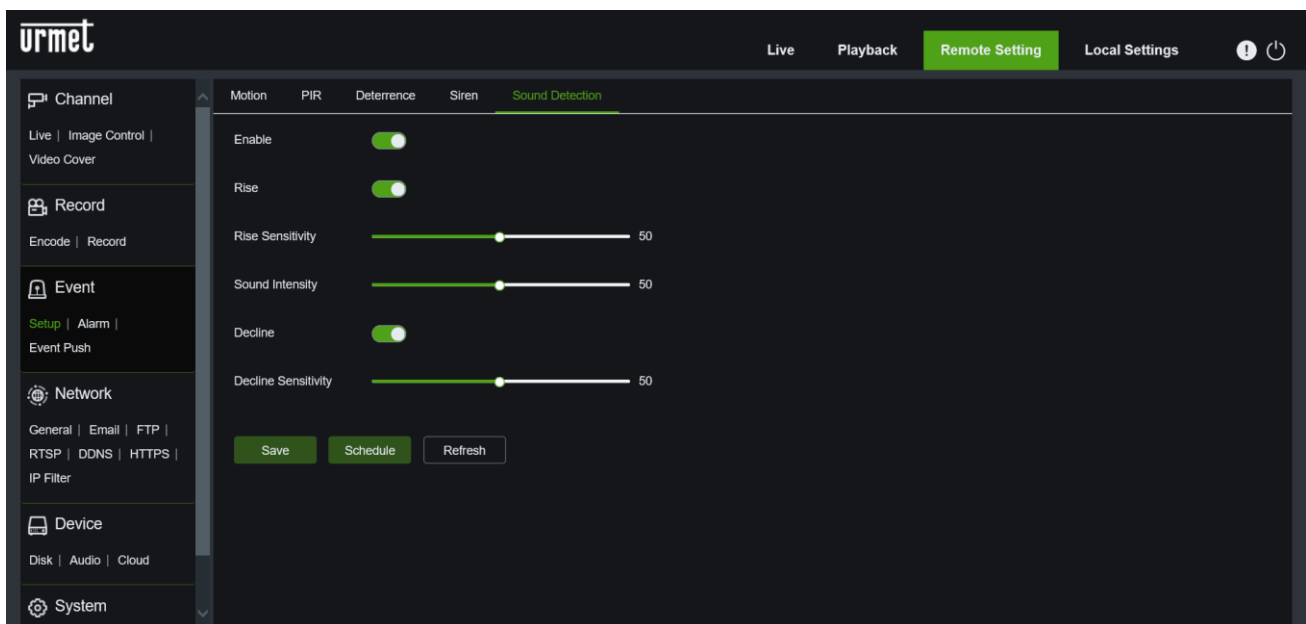 urmet
Live Playback Remote Setting Local Settings
Channel
Live | Image Control |
Video Cover
Record
Encode | Record
Event
Setup | Alarm |
Event Push
Network
General | Email | FTP |
RTSP | DDNS | HTTPS |
IP Filter
Device
Disk | Audio | Cloud
System
Motion PIR Deterrence Siren Sound Detection
Enable
Rise
Rise Sensitivity 50
Sound Intensity 50
Decline
Decline Sensitivity 50
Save Schedule Refresh